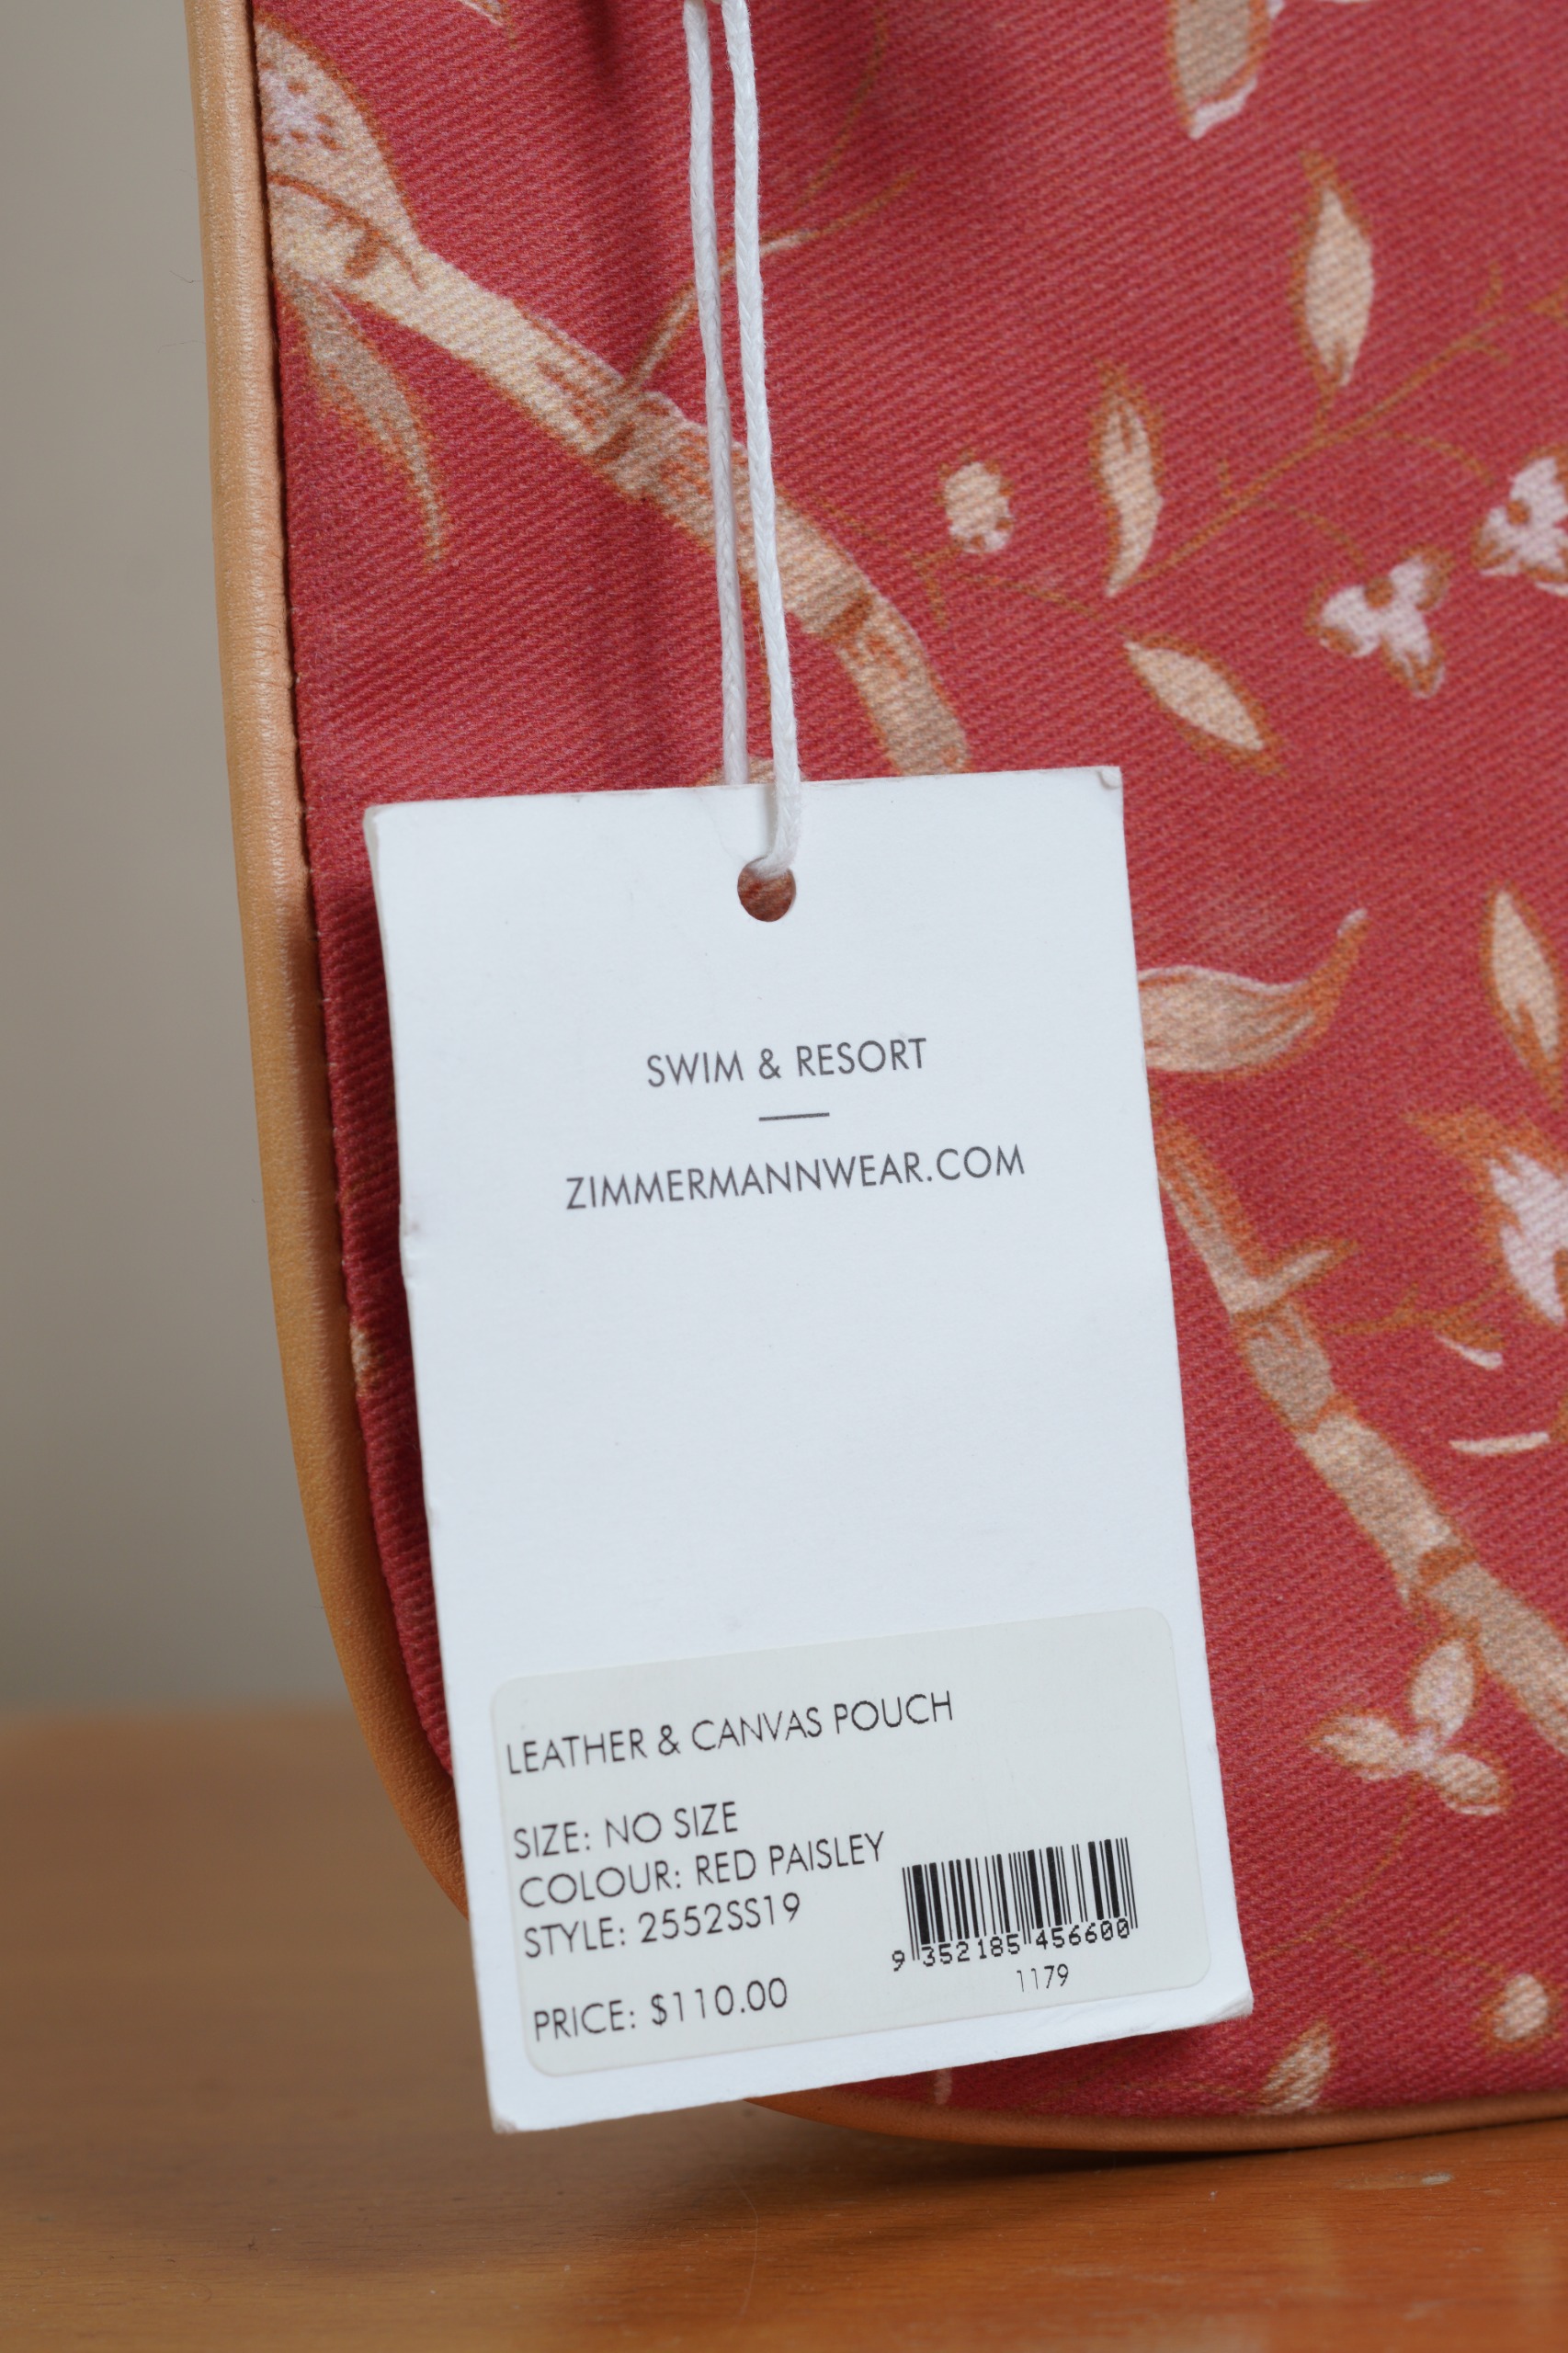 SWIM & RESORT
ZIMMERMANNWEAR.COM
LEATHER & CANVAS POUCH
SIZE: NO SIZE
COLOUR: RED PAISLEY
STYLE: 2552SS19
PRICE: $110.00
9 352185 456600
1179